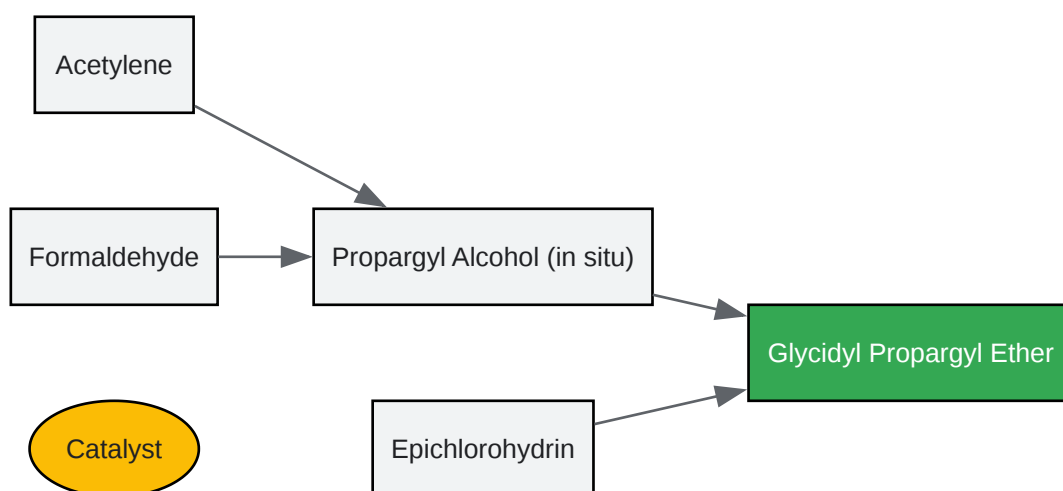 Acetylene
Formaldehyde
Propargyl Alcohol (in situ)
Glycidyl Propargyl Ether
Catalyst
Epichlorohydrin